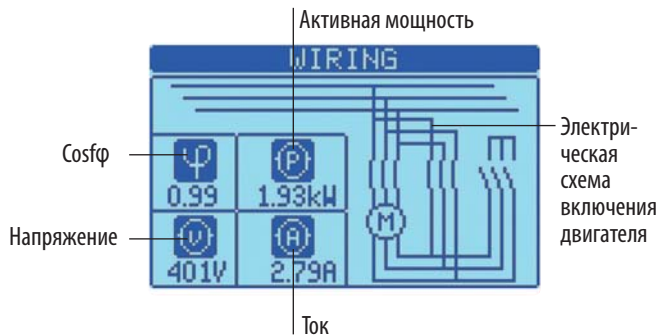 Активная мощность
WIRING
Cosfφ
φ
P
0.99
1.93kW
Электри-
ческая
схема
включения
двигателя
M
Напряжение
V
A
401V
2.79A
Ток